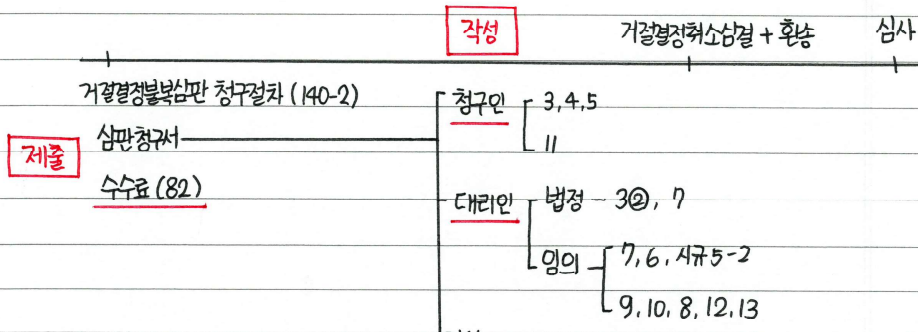 작성 거절결정취소심결 + 환송 심사
거절결정불복심판 청구절차 (140-2)
청구인 3, 4, 5
심판청구서
11
제출
수수료 (82)
대리인 법정 3②, 7
임의 7, 6, 시규 5-2
9, 10, 8, 12, 13